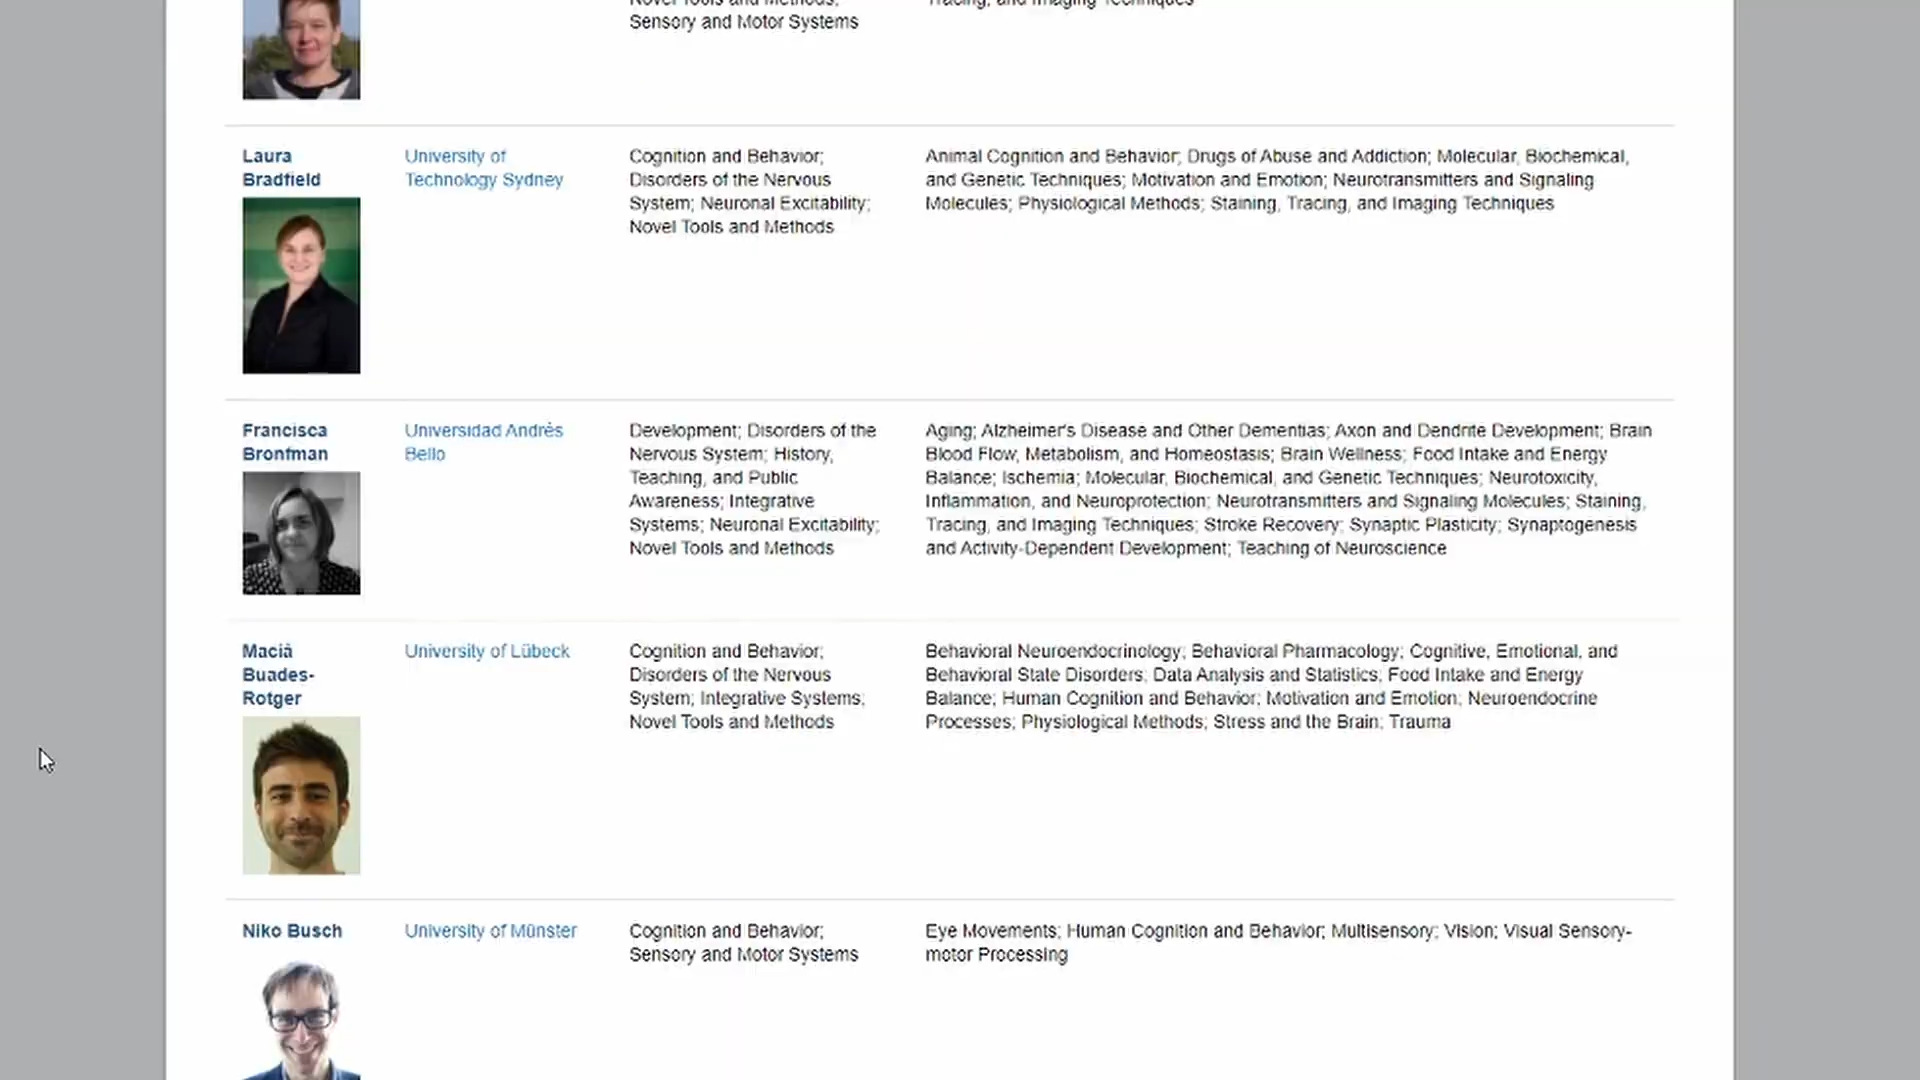 Sensory and Motor Systems
Laura
Bradfield
University of
Technology Sydney
Cognition and Behavior;
Disorders of the Nervous
System; Neuronal Excitability;
Novel Tools and Methods
Animal Cognition and Behavior; Drugs of Abuse and Addiction; Molecular, Biochemical,
and Genetic Techniques; Motivation and Emotion; Neurotransmitters and Signaling
Molecules; Physiological Methods; Staining, Tracing, and Imaging Techniques
Francisca
Bronfman
Universidad Andrès
Bello
Development; Disorders of the
Nervous System; History,
Teaching, and Public
Awareness; Integrative
Systems; Neuronal Excitability;
Novel Tools and Methods
Aging; Alzheimer's Disease and Other Dementias; Axon and Dendrite Development; Brain
Blood Flow, Metabolism, and Homeostasis; Brain Wellness; Food Intake and Energy
Balance; Ischemia; Molecular, Biochemical, and Genetic Techniques; Neurotoxicity,
Inflammation, and Neuroprotection; Neurotransmitters and Signaling Molecules; Staining,
Tracing, and Imaging Techniques; Stroke Recovery; Synaptic Plasticity; Synaptogenesis
and Activity-Dependent Development; Teaching of Neuroscience
Macià
Buades-
Rotger
University of Lübeck
Cognition and Behavior;
Disorders of the Nervous
System; Integrative Systems;
Novel Tools and Methods
Behavioral Neuroendocrinology; Behavioral Pharmacology; Cognitive, Emotional, and
Behavioral State Disorders; Data Analysis and Statistics; Food Intake and Energy
Balance; Human Cognition and Behavior; Motivation and Emotion; Neuroendocrine
Processes; Physiological Methods; Stress and the Brain; Trauma
Niko Busch
University of Münster
Cognition and Behavior;
Sensory and Motor Systems
Eye Movements; Human Cognition and Behavior; Multisensory: Vision; Visual Sensory-
motor Processing